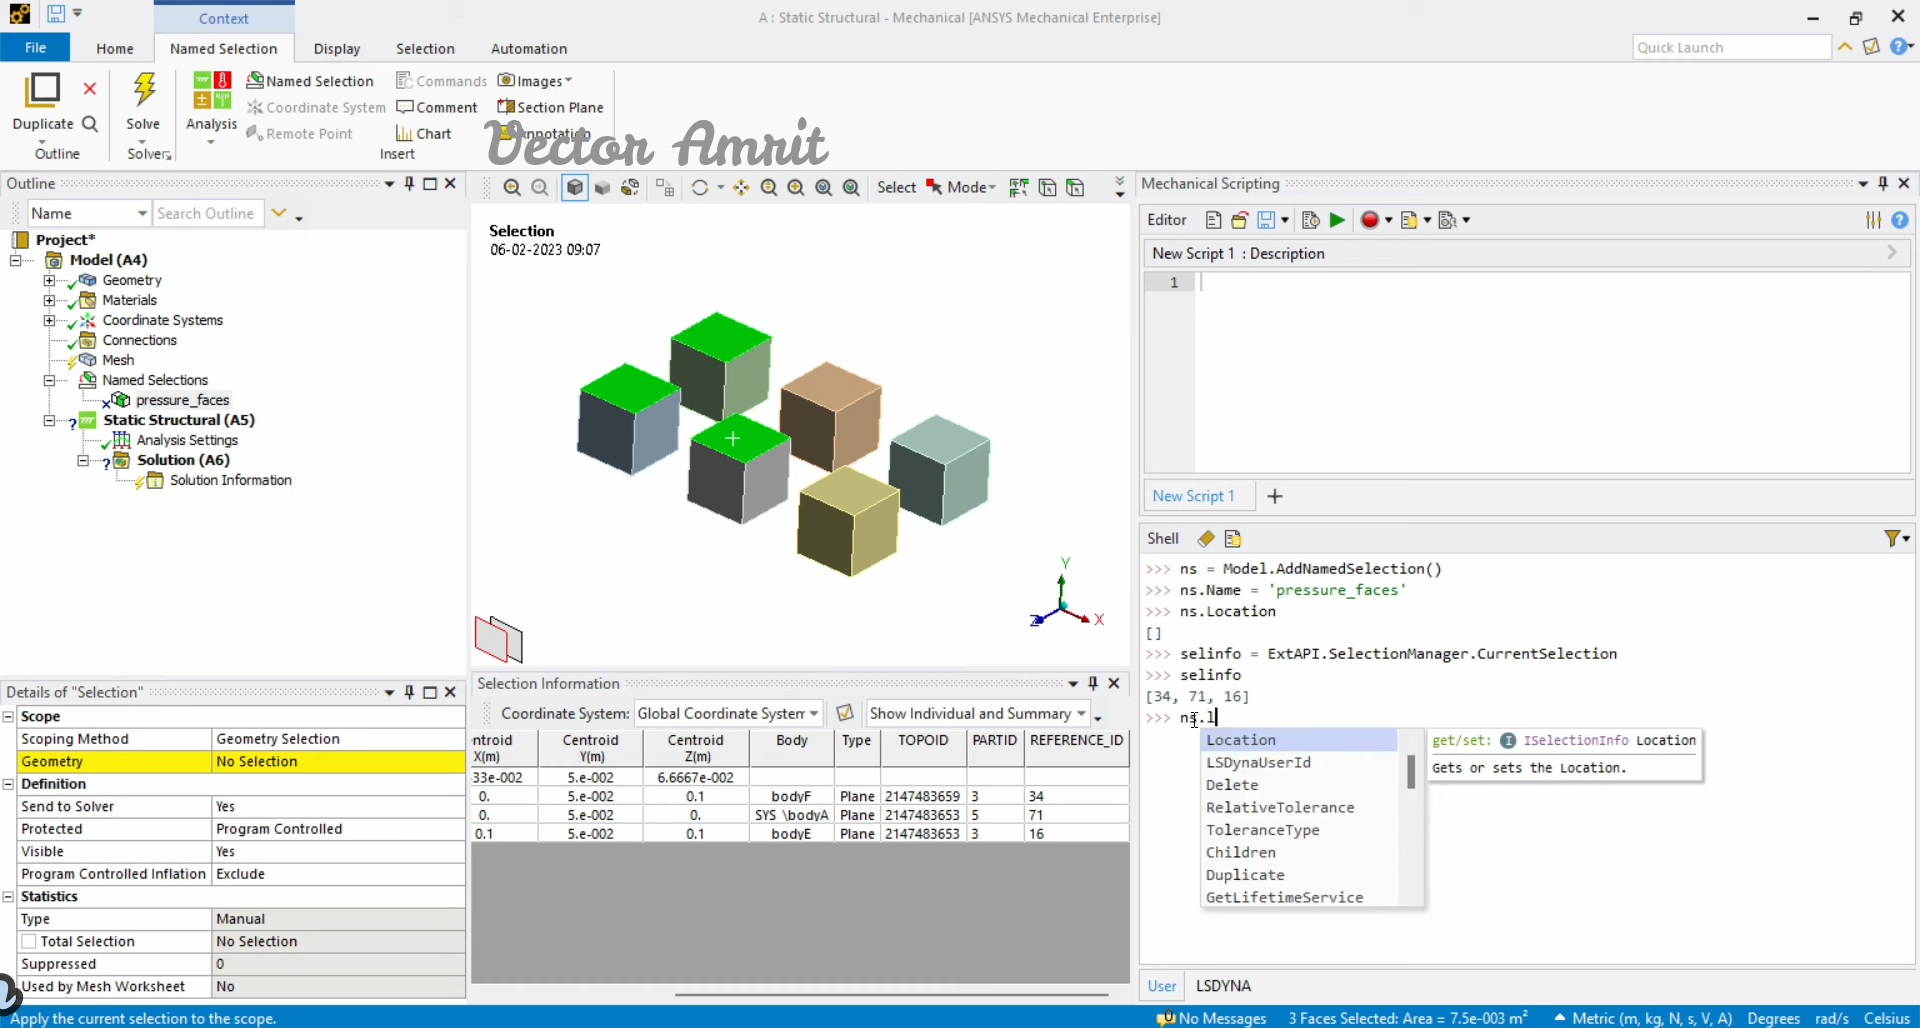 Context
A : Static Structural - Mechanical [ANSYS Mechanical Enterprise]
File Home Named Selection Display Selection Automation
Quick Launch
Duplicate
Outline
Solve
Solver
Analysis
Named Selection
Coordinate System
Remote Point
Commands
Comment
Chart
Images
Section Plane
Annotation
Insert
Vector Amrit
Outline
Name
Search Outline
Project*
Model (A4)
Geometry
Materials
Coordinate Systems
Connections
Mesh
Named Selections
pressure_faces
Static Structural (A5)
Analysis Settings
Solution (A6)
Solution Information
Select Mode
Selection
06-02-2023 09:07
Y
X
Z
Details of "Selection"
Scope
Scoping Method Geometry Selection
Geometry No Selection
Definition
Send to Solver Yes
Protected Program Controlled
Visible Yes
Program Controlled Inflation Exclude
Statistics
Type Manual
Total Selection No Selection
Suppressed 0
Used by Mesh Worksheet No
Selection Information
Coordinate System: Global Coordinate System Show Individual and Summary
ntroid X(m) Centroid Y(m) Centroid Z(m) Body Type TOPOID PARTID REFERENCE_ID
33e-002 5.e-002 6.6667e-002
0. 5.e-002 0.1 bodyF Plane 2147483659 3 34
0. 5.e-002 0. SYS \bodyA Plane 2147483653 5 71
0.1 5.e-002 0.1 bodyE Plane 2147483653 3 16
Mechanical Scripting
Editor
New Script 1 : Description
1
New Script 1 +
Shell
>>> ns = Model.AddNamedSelection()
>>> ns.Name = 'pressure_faces'
>>> ns.Location
[]
>>> selinfo = ExtAPI.SelectionManager.CurrentSelection
>>> selinfo
[34, 71, 16]
>>> ns.l
Location
LSDynaUserId
Delete
RelativeTolerance
ToleranceType
Children
Duplicate
GetLifetimeService
get/set: I ISelectionInfo Location
Gets or sets the Location.
User LSDYNA
Apply the current selection to the scope.
No Messages 3 Faces Selected: Area = 7.5e-003 m² Metric (m, kg, N, s, V, A) Degrees rad/s Celsius